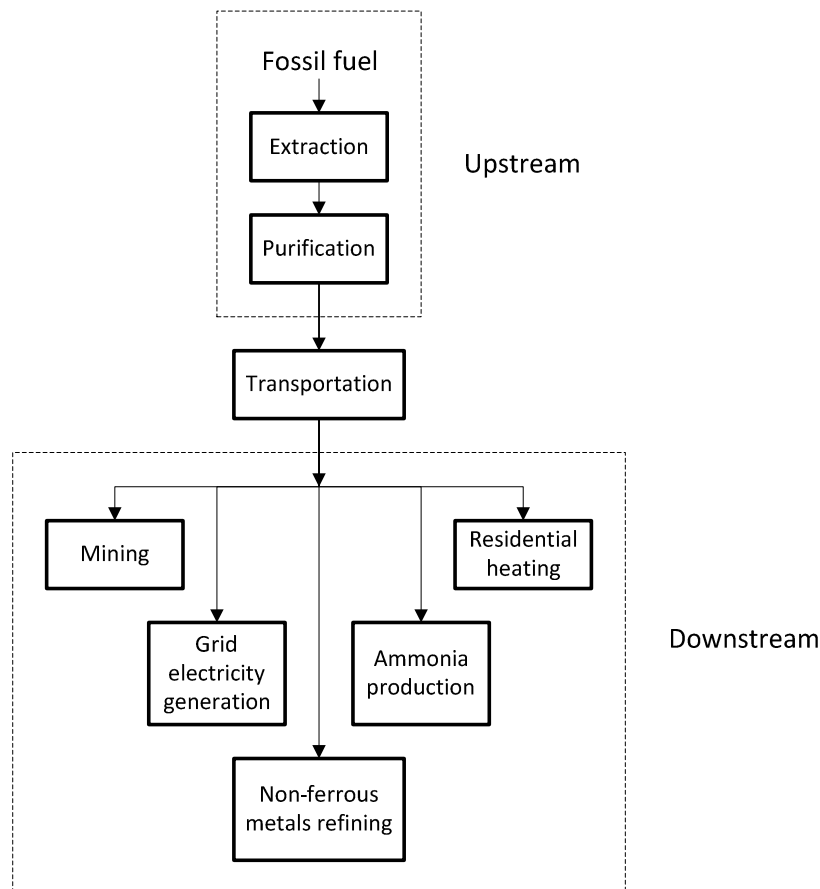 Fossil fuel
Extraction
Upstream
Purification
Transportation
Mining
Residential
heating
Grid
electricity
generation
Ammonia
production
Downstream
Non-ferrous
metals refining